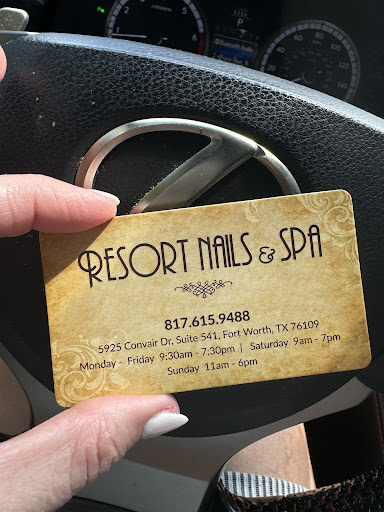 RESORT NAILS & SPA
817.615.9488
5925 Convair Dr, Suite 541, Fort Worth, TX 76109
Monday - Friday 9:30am - 7:30pm | Saturday 9am - 7pm
Sunday 11am - 6pm